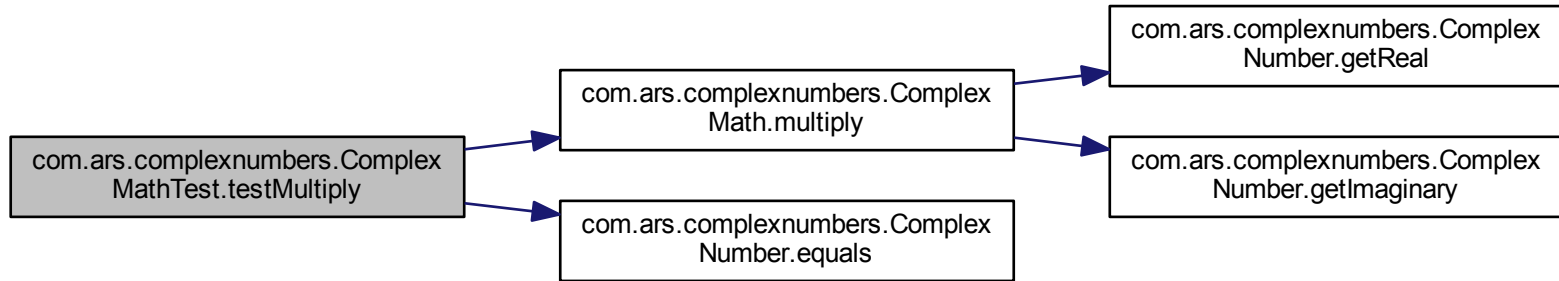 com.ars.complexnumbers.Complex
MathTest.testMultiply
com.ars.complexnumbers.Complex
Math.multiply
com.ars.complexnumbers.Complex
Number.equals
com.ars.complexnumbers.Complex
Number.getReal
com.ars.complexnumbers.Complex
Number.getImaginary